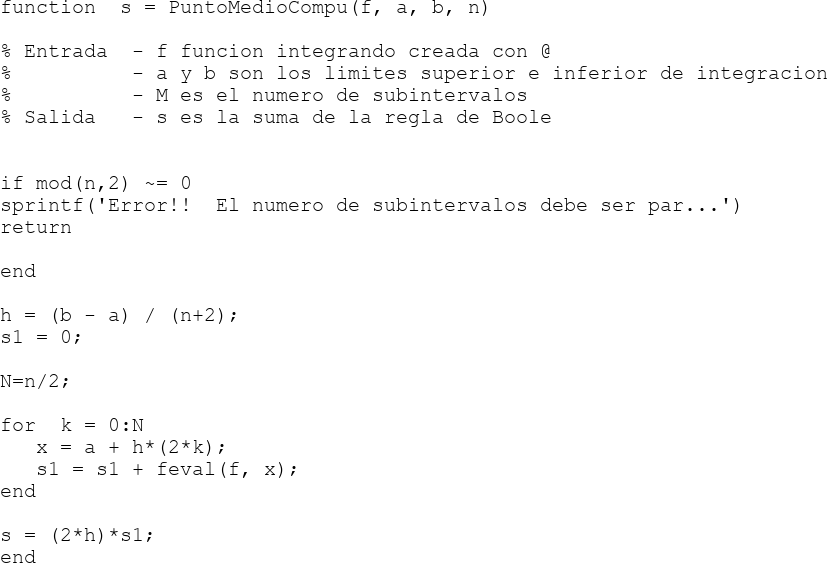 function  s = PuntoMedioCompu(f, a, b, n)
% Entrada  - f funcion integrando creada con @
%          - a y b son los limites superior e inferior de integracion
%          - M es el numero de subintervalos
% Salida   - s es la suma de la regla de Boole
if mod(n,2) ~= 0
sprintf('Error!!  El numero de subintervalos debe ser par...')
return
end
h = (b - a) / (n+2);
s1 = 0;
N=n/2;
for  k = 0:N
   x = a + h*(2*k);
   s1 = s1 + feval(f, x);
end
s = (2*h)*s1;
end